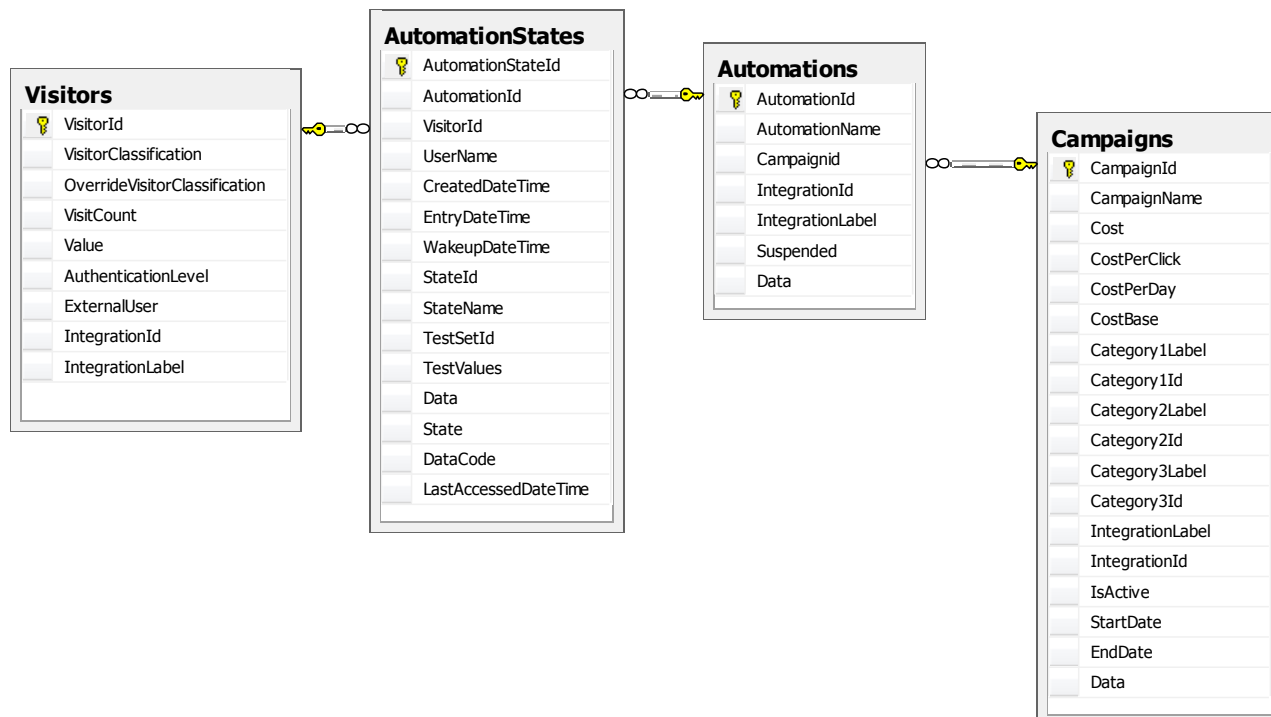 Visitors
VisitorId
VisitorClassification
OverrideVisitorClassification
VisitCount
Value
AuthenticationLevel
ExternalUser
IntegrationId
IntegrationLabel
AutomationStates
AutomationStateId
AutomationId
VisitorId
UserName
CreatedDateTime
EntryDateTime
WakeupDateTime
StateId
StateName
TestSetId
TestValues
Data
State
DataCode
LastAccessedDateTime
Automations
AutomationId
AutomationName
Campaignid
IntegrationId
IntegrationLabel
Suspended
Data
Campaigns
CampaignId
CampaignName
Cost
CostPerClick
CostPerDay
CostBase
Category1Label
Category1Id
Category2Label
Category2Id
Category3Label
Category3Id
IntegrationLabel
IntegrationId
IsActive
StartDate
EndDate
Data